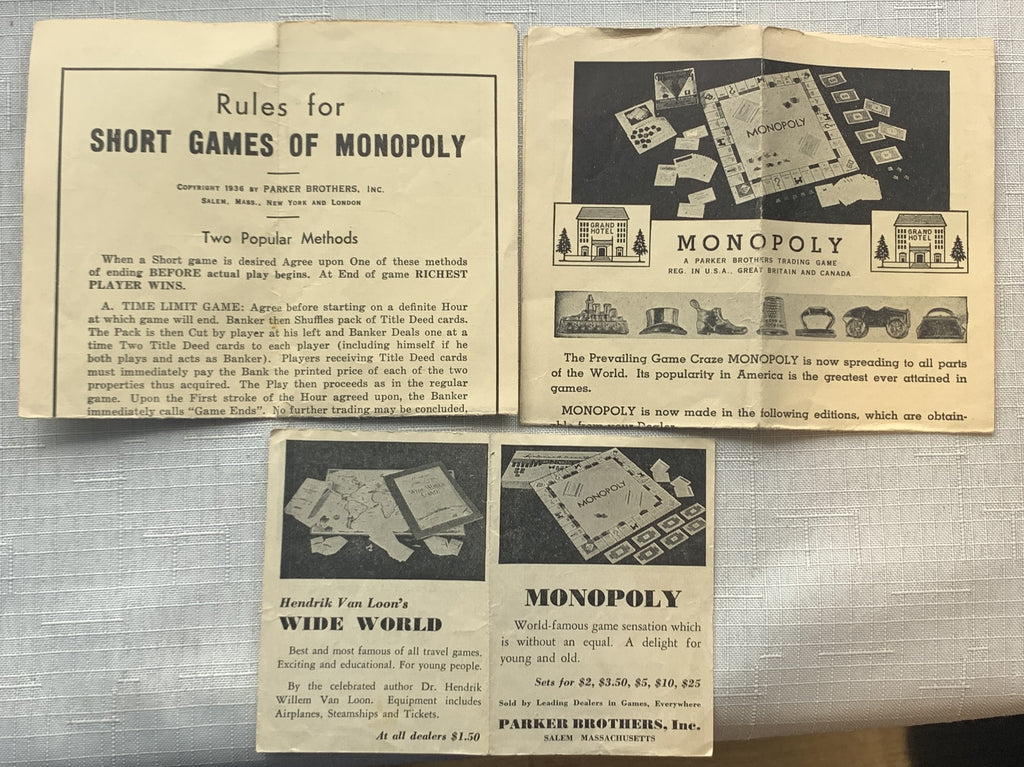 Rules for
SHORT GAMES OF MONOPOLY
COPYRIGHT 1936 BY PARKER BROTHERS, INC.
SALEM, MASS., NEW YORK AND LONDON
Two Popular Methods
When a Short game is desired Agree upon One of these methods
of ending BEFORE actual play begins. At End of game RICHEST
PLAYER WINS.
A. TIME LIMIT GAME: Agree before starting on a definite Hour
at which game will end. Banker then Shuffles pack of Title Deed cards.
The Pack is then Cut by player at his left and Banker Deals one at a
time Two Title Deed cards to each player (including himself if he
both plays and acts as Banker). Players receiving Title Deed cards
must immediately pay the Bank the printed price of each of the two
properties thus acquired. The Play then proceeds as in the regular
game. Upon the First stroke of the Hour agreed upon, the Banker
immediately calls "Game Ends". No further trading may be concluded,
MONOPOLY
GRAND
HOTEL
GRAND
HOTEL
MONOPOLY
A PARKER BROTHERS TRADING GAME
REG. IN U.S.A., GREAT BRITAIN AND CANADA
The Prevailing Game Craze MONOPOLY is now spreading to all parts
of the World. Its popularity in America is the greatest ever attained in
games.
MONOPOLY is now made in the following editions, which are obtain-
able from your Dealer
WIDE WORLD
Hendrik Van Loon's
WIDE WORLD
Best and most famous of all travel games.
Exciting and educational. For young people.
By the celebrated author Dr. Hendrik
Willem Van Loon. Equipment includes
Airplanes, Steamships and Tickets.
At all dealers $1.50
MONOPOLY
MONOPOLY
MONOPOLY
World-famous game sensation which
is without an equal. A delight for
young and old.
Sets for $2, $3.50, $5, $10, $25
Sold by Leading Dealers in Games, Everywhere
PARKER BROTHERS, Inc.
SALEM MASSACHUSETTS